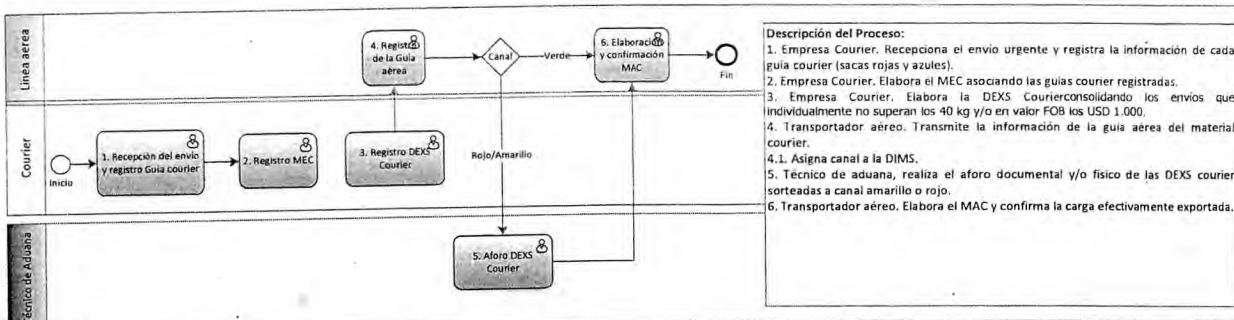 Línea aerea
4. Registro
de la Guia
aérea
Canal
Verde
6. Elaboración
y confirmación
MAC
Fin
Courier
Inicio
1. Recepción del envio
y registro Guia courier
2. Registro MEC
3. Registro DEXS
Courier
Rojo/Amarillo
Técnico de Aduana
5. Aforo DEXS
Courier
Descripción del Proceso:
1. Empresa Courier. Recepciona el envio urgente y registra la información de cada
guía courier (sacas rojas y azules).
2. Empresa Courier. Elabora el MEC asociando las guías courier registradas.
3. Empresa Courier. Elabora la DEXS Courierconsolidando los envíos que
individualmente no superan los 40 kg y/o en valor FOB los USD 1.000.
4. Transportador aéreo. Transmite la información de la guía aérea del material
courier.
4.1. Asigna canal a la DIMS.
5. Técnico de aduana, realiza el aforo documental y/o físico de las DEXS courier
sorteadas a canal amarillo o rojo.
6. Transportador aéreo. Elabora el MAC y confirma la carga efectivamente exportada.